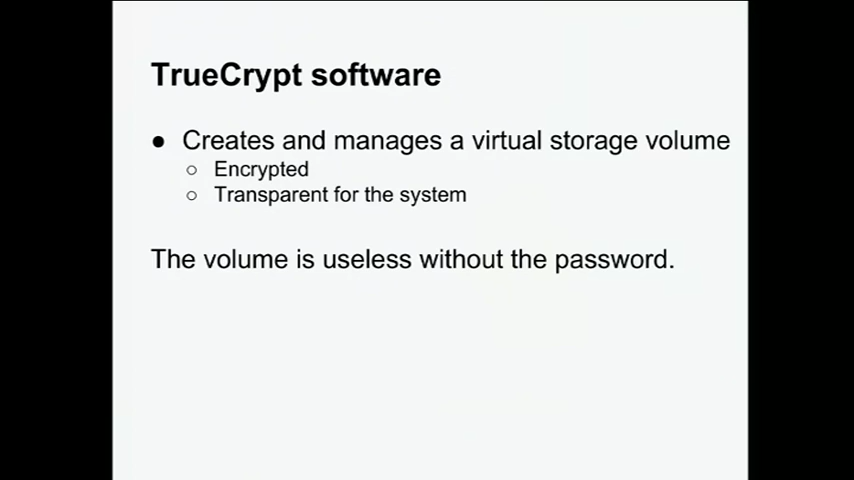 TrueCrypt software
● Creates and manages a virtual storage volume
○ Encrypted
○ Transparent for the system
The volume is useless without the password.